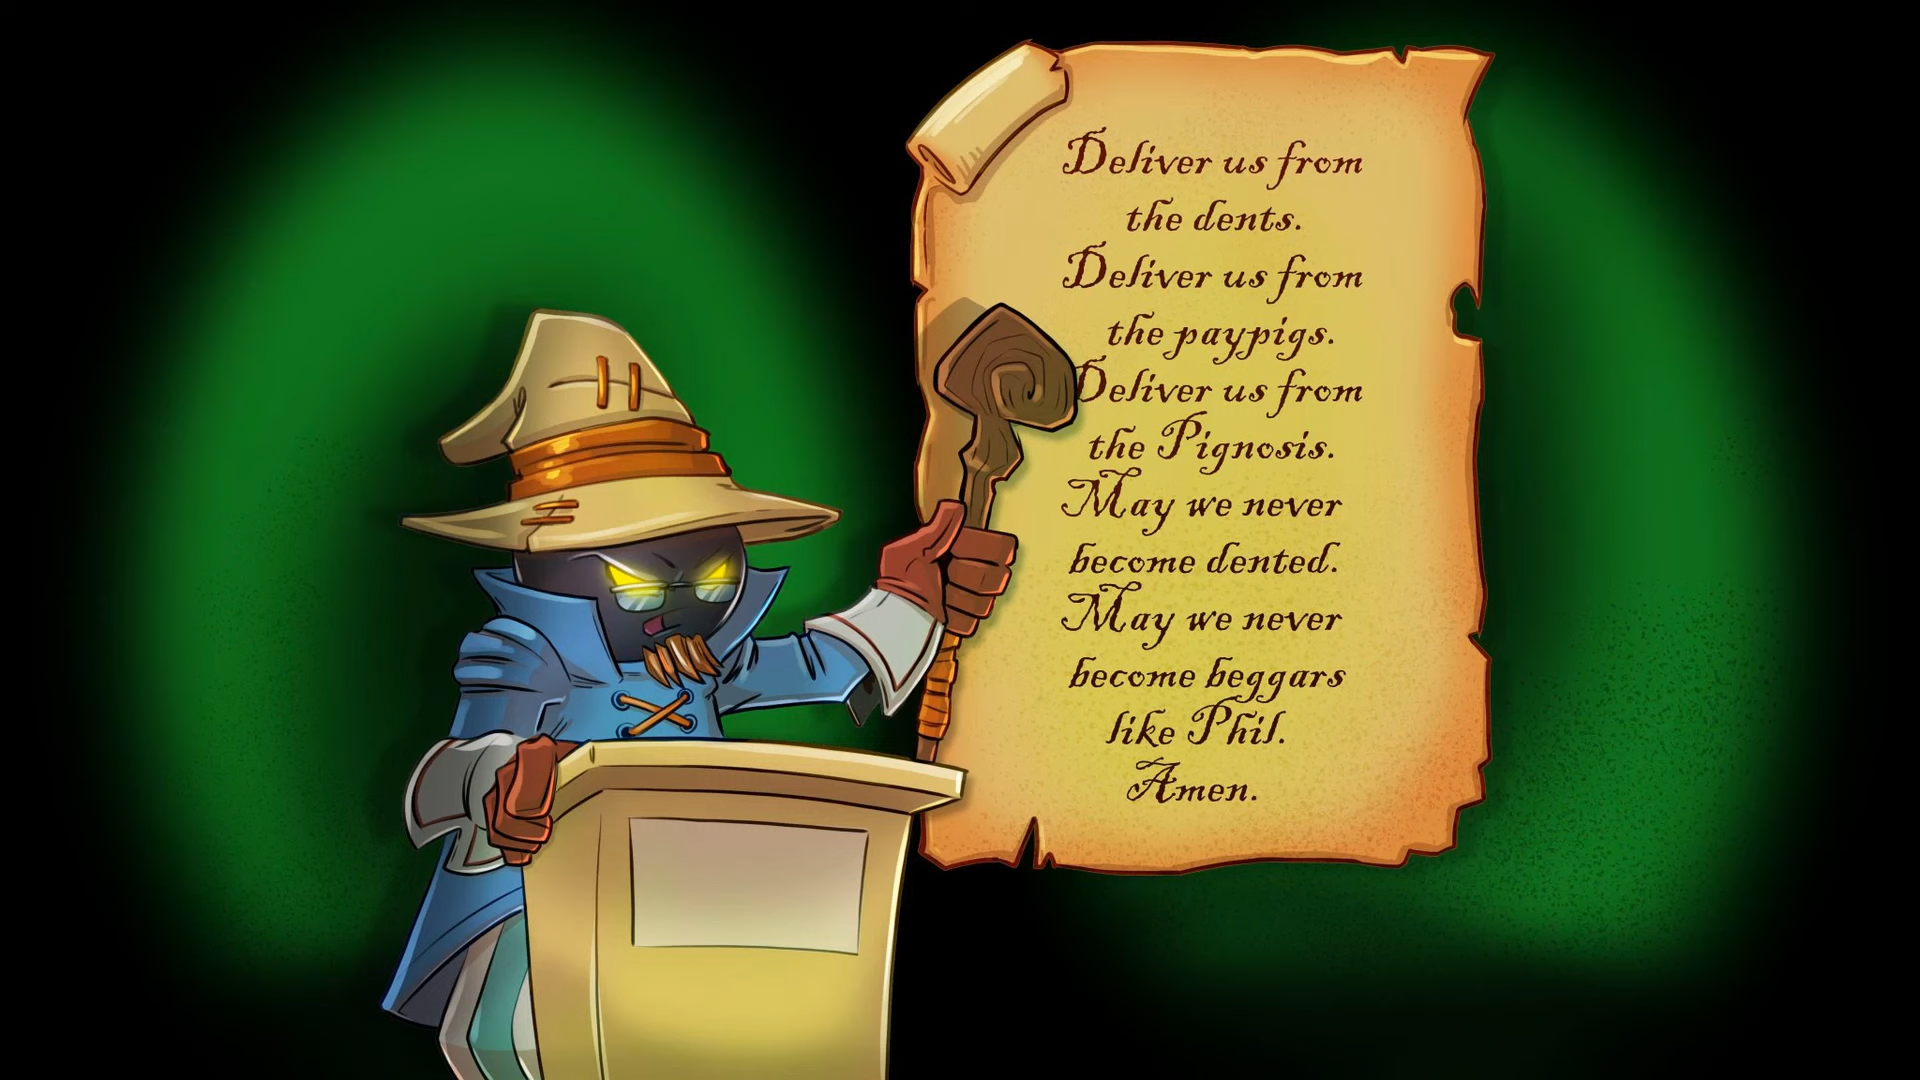 Deliver us from
the dents.
Deliver us from
the paypigs.
Deliver us from
the Pignosis.
May we never
become dented.
May we never
become beggars
like Phil.
Amen.